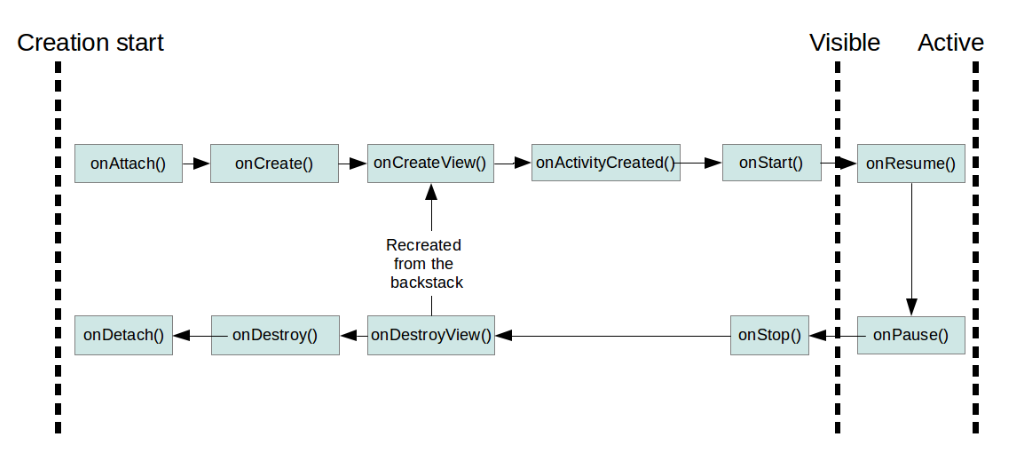 Creation start
Visible
Active
onAttach()
onCreate()
onCreateView()
onActivityCreated()
onStart()
onResume()
Recreated
from the
backstack
onDetach()
onDestroy()
onDestroyView()
onStop()
onPause()